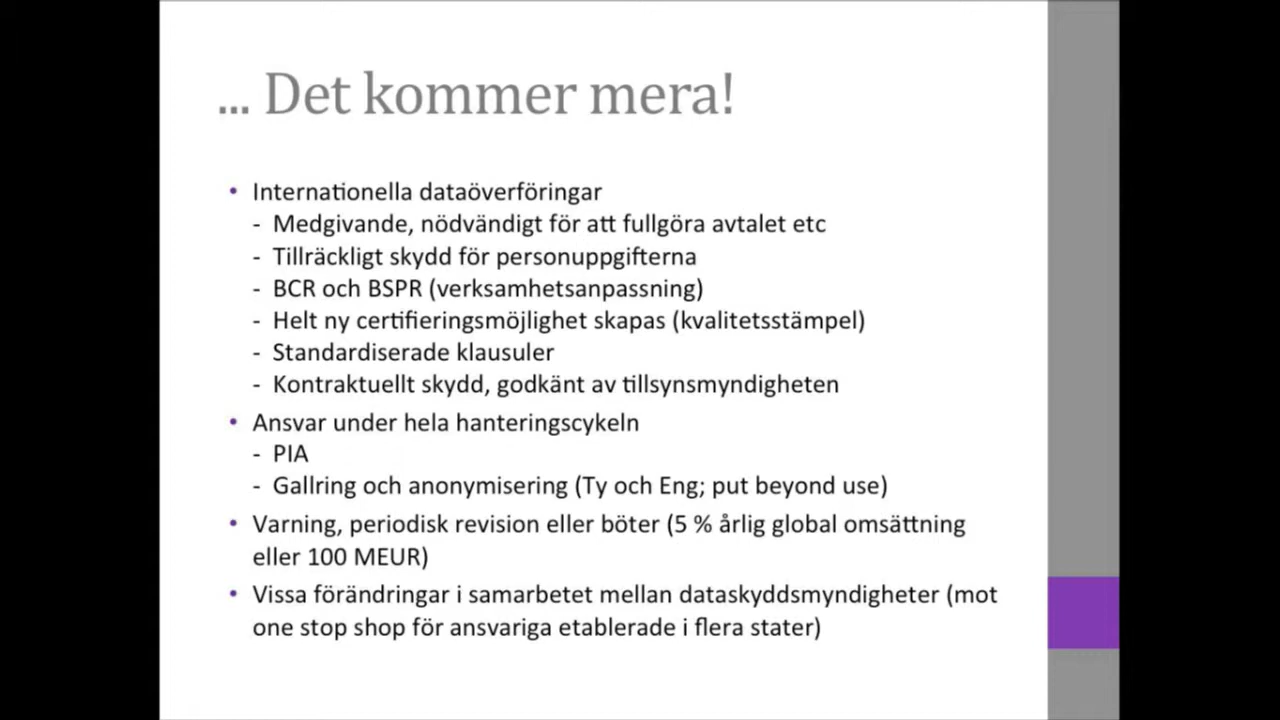 ... Det kommer mera!
• Internationella dataöverföringar
- Medgivande, nödvändigt för att fullgöra avtalet etc
- Tillräckligt skydd för personuppgifterna
- BCR och BSPR (verksamhetsanpassning)
- Helt ny certifieringsmöjlighet skapas (kvalitetsstämpel)
- Standardiserade klausuler
- Kontraktuellt skydd, godkänt av tillsynsmyndigheten
• Ansvar under hela hanteringscykeln
- PIA
- Gallring och anonymisering (Ty och Eng; put beyond use)
• Varning, periodisk revision eller böter (5 % årlig global omsättning
eller 100 MEUR)
• Vissa förändringar i samarbetet mellan dataskyddsmyndigheter (mot
one stop shop för ansvariga etablerade i flera stater)